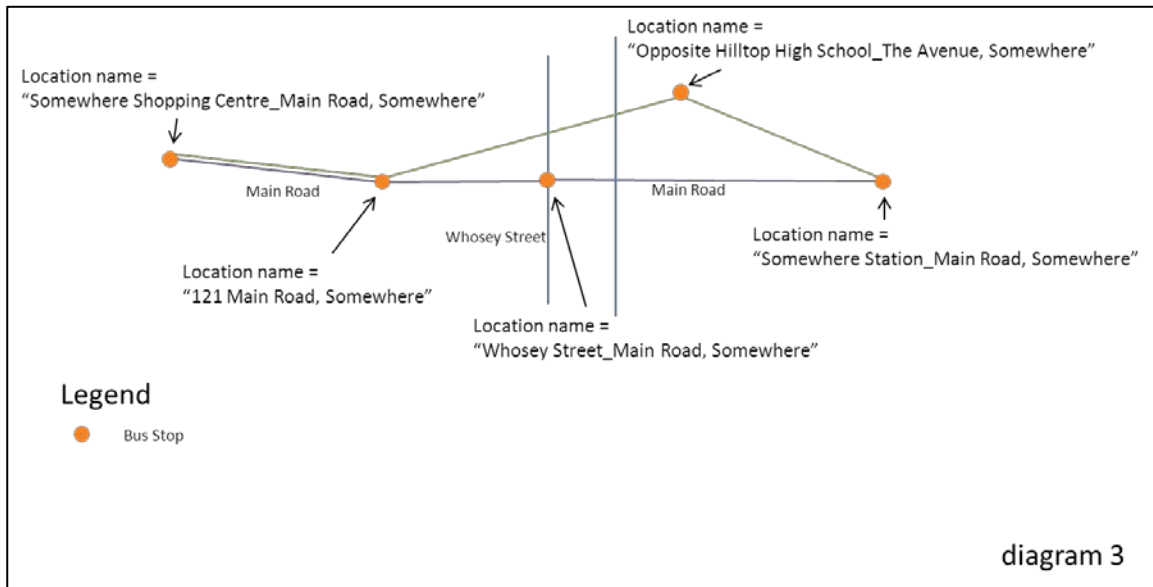 Location name =
“Opposite Hilltop High School_The Avenue, Somewhere”
Location name =
“Somewhere Shopping Centre_Main Road, Somewhere”
Main Road
Main Road
Whosey Street
Location name =
“Somewhere Station_Main Road, Somewhere”
Location name =
“121 Main Road, Somewhere”
Location name =
“Whosey Street_Main Road, Somewhere”
Legend
Bus Stop
diagram 3